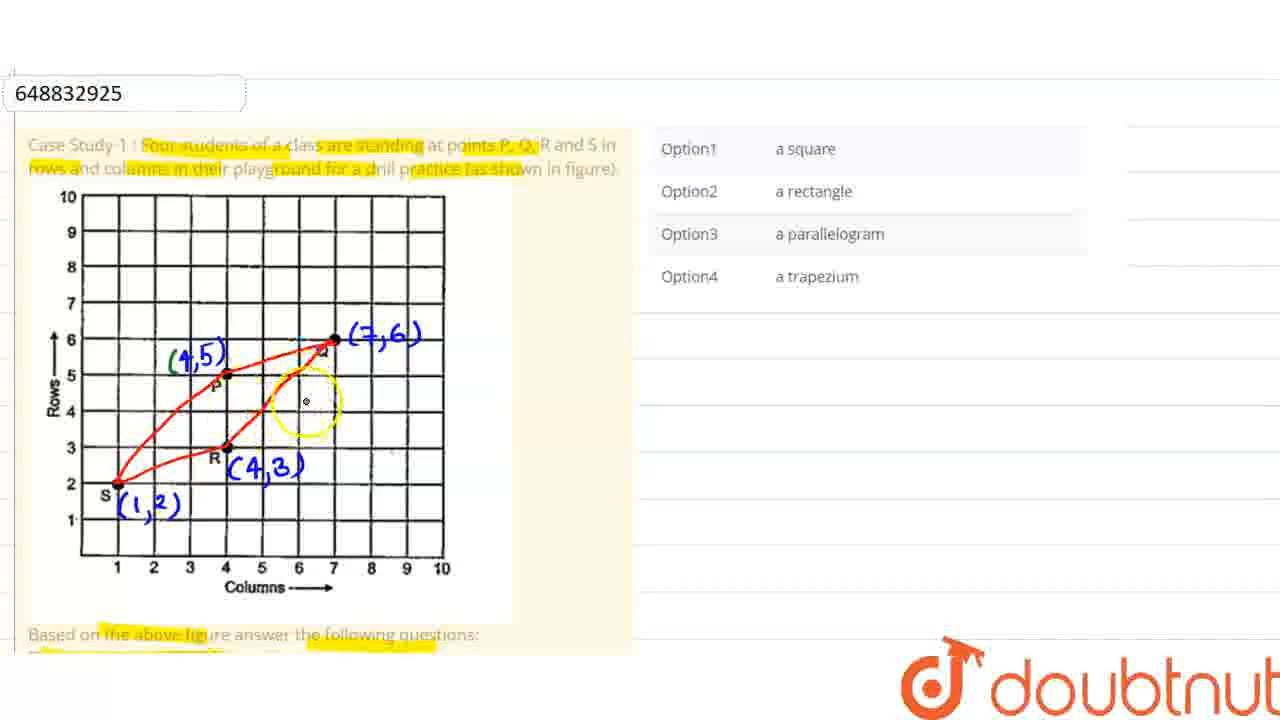 648832925
Case Study-1 : Four students of a class are standing at points P, Q, R and S in
rows and columns in their playground for a drill practice (as shown in figure).
Option1 a square
Option2 a rectangle
Option3 a parallelogram
Option4 a trapezium
10
9
8
7
6
5
4
3
2
1
Rows
(7,6)
Q
(4,5)
P
R
(4,3)
S
(1,2)
1 2 3 4 5 6 7 8 9 10
Columns
Based on the above figure answer the following questions:
doubtnut